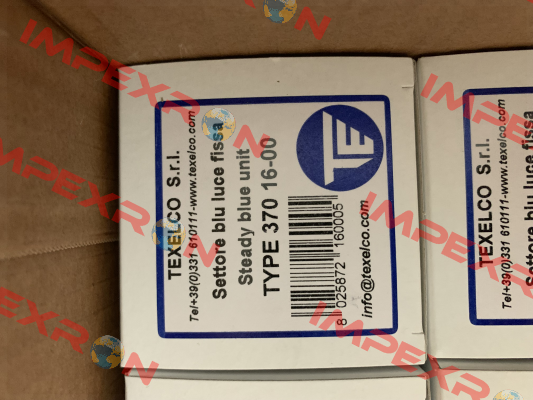 TEXELCO S.r.l.
Tel+39(0)331 610111-www.texelco.com
Settore blu luce fissa
Steady blue unit
TYPE 370 16-00
8 025872 160005
info@texelco.com
TE
TEXELCO S.r.l.
Tel+39(0)331 610111-www.texelco.com
Settore blu luce fissa
IMPEXRON
IMPEXRON
IMPEXRON
IMPEXRON
IMPEXRON